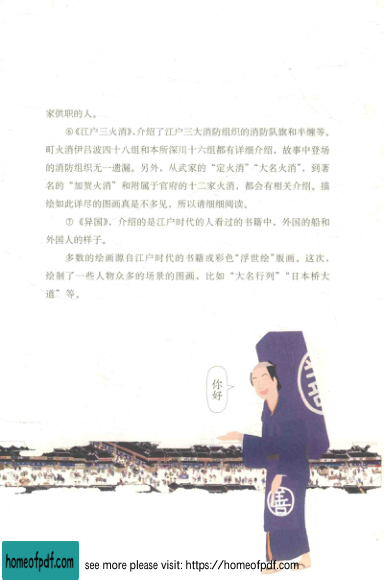 家供职的人。
⑥《江户三火消》、介绍了江户三大消防组织的消防队旗和半缠等。
町火消伊吕波四十八组和本所深川十六组都有详细介绍，故事中登场
的消防组织无一遗漏。另外，从武家的“定火消”“大名火消”，到著
名的“加贺火消”和附属于官府的十二家火消，都会有相关介绍。描
绘如此详尽的图画真是不多见，所以请细细阅读。
⑦《异国》、介绍的是江户时代的人看过的书籍中，外国的船和
外国人的样子。
多数的绘画源自江户时代的书籍或彩色“浮世绘”版画。这次，
绘制了一些人物众多的场景的图画，比如“大名行列”“日本桥大
道”等。
你好
善
homeofpdf.com
see more please visit: https://homeofpdf.com